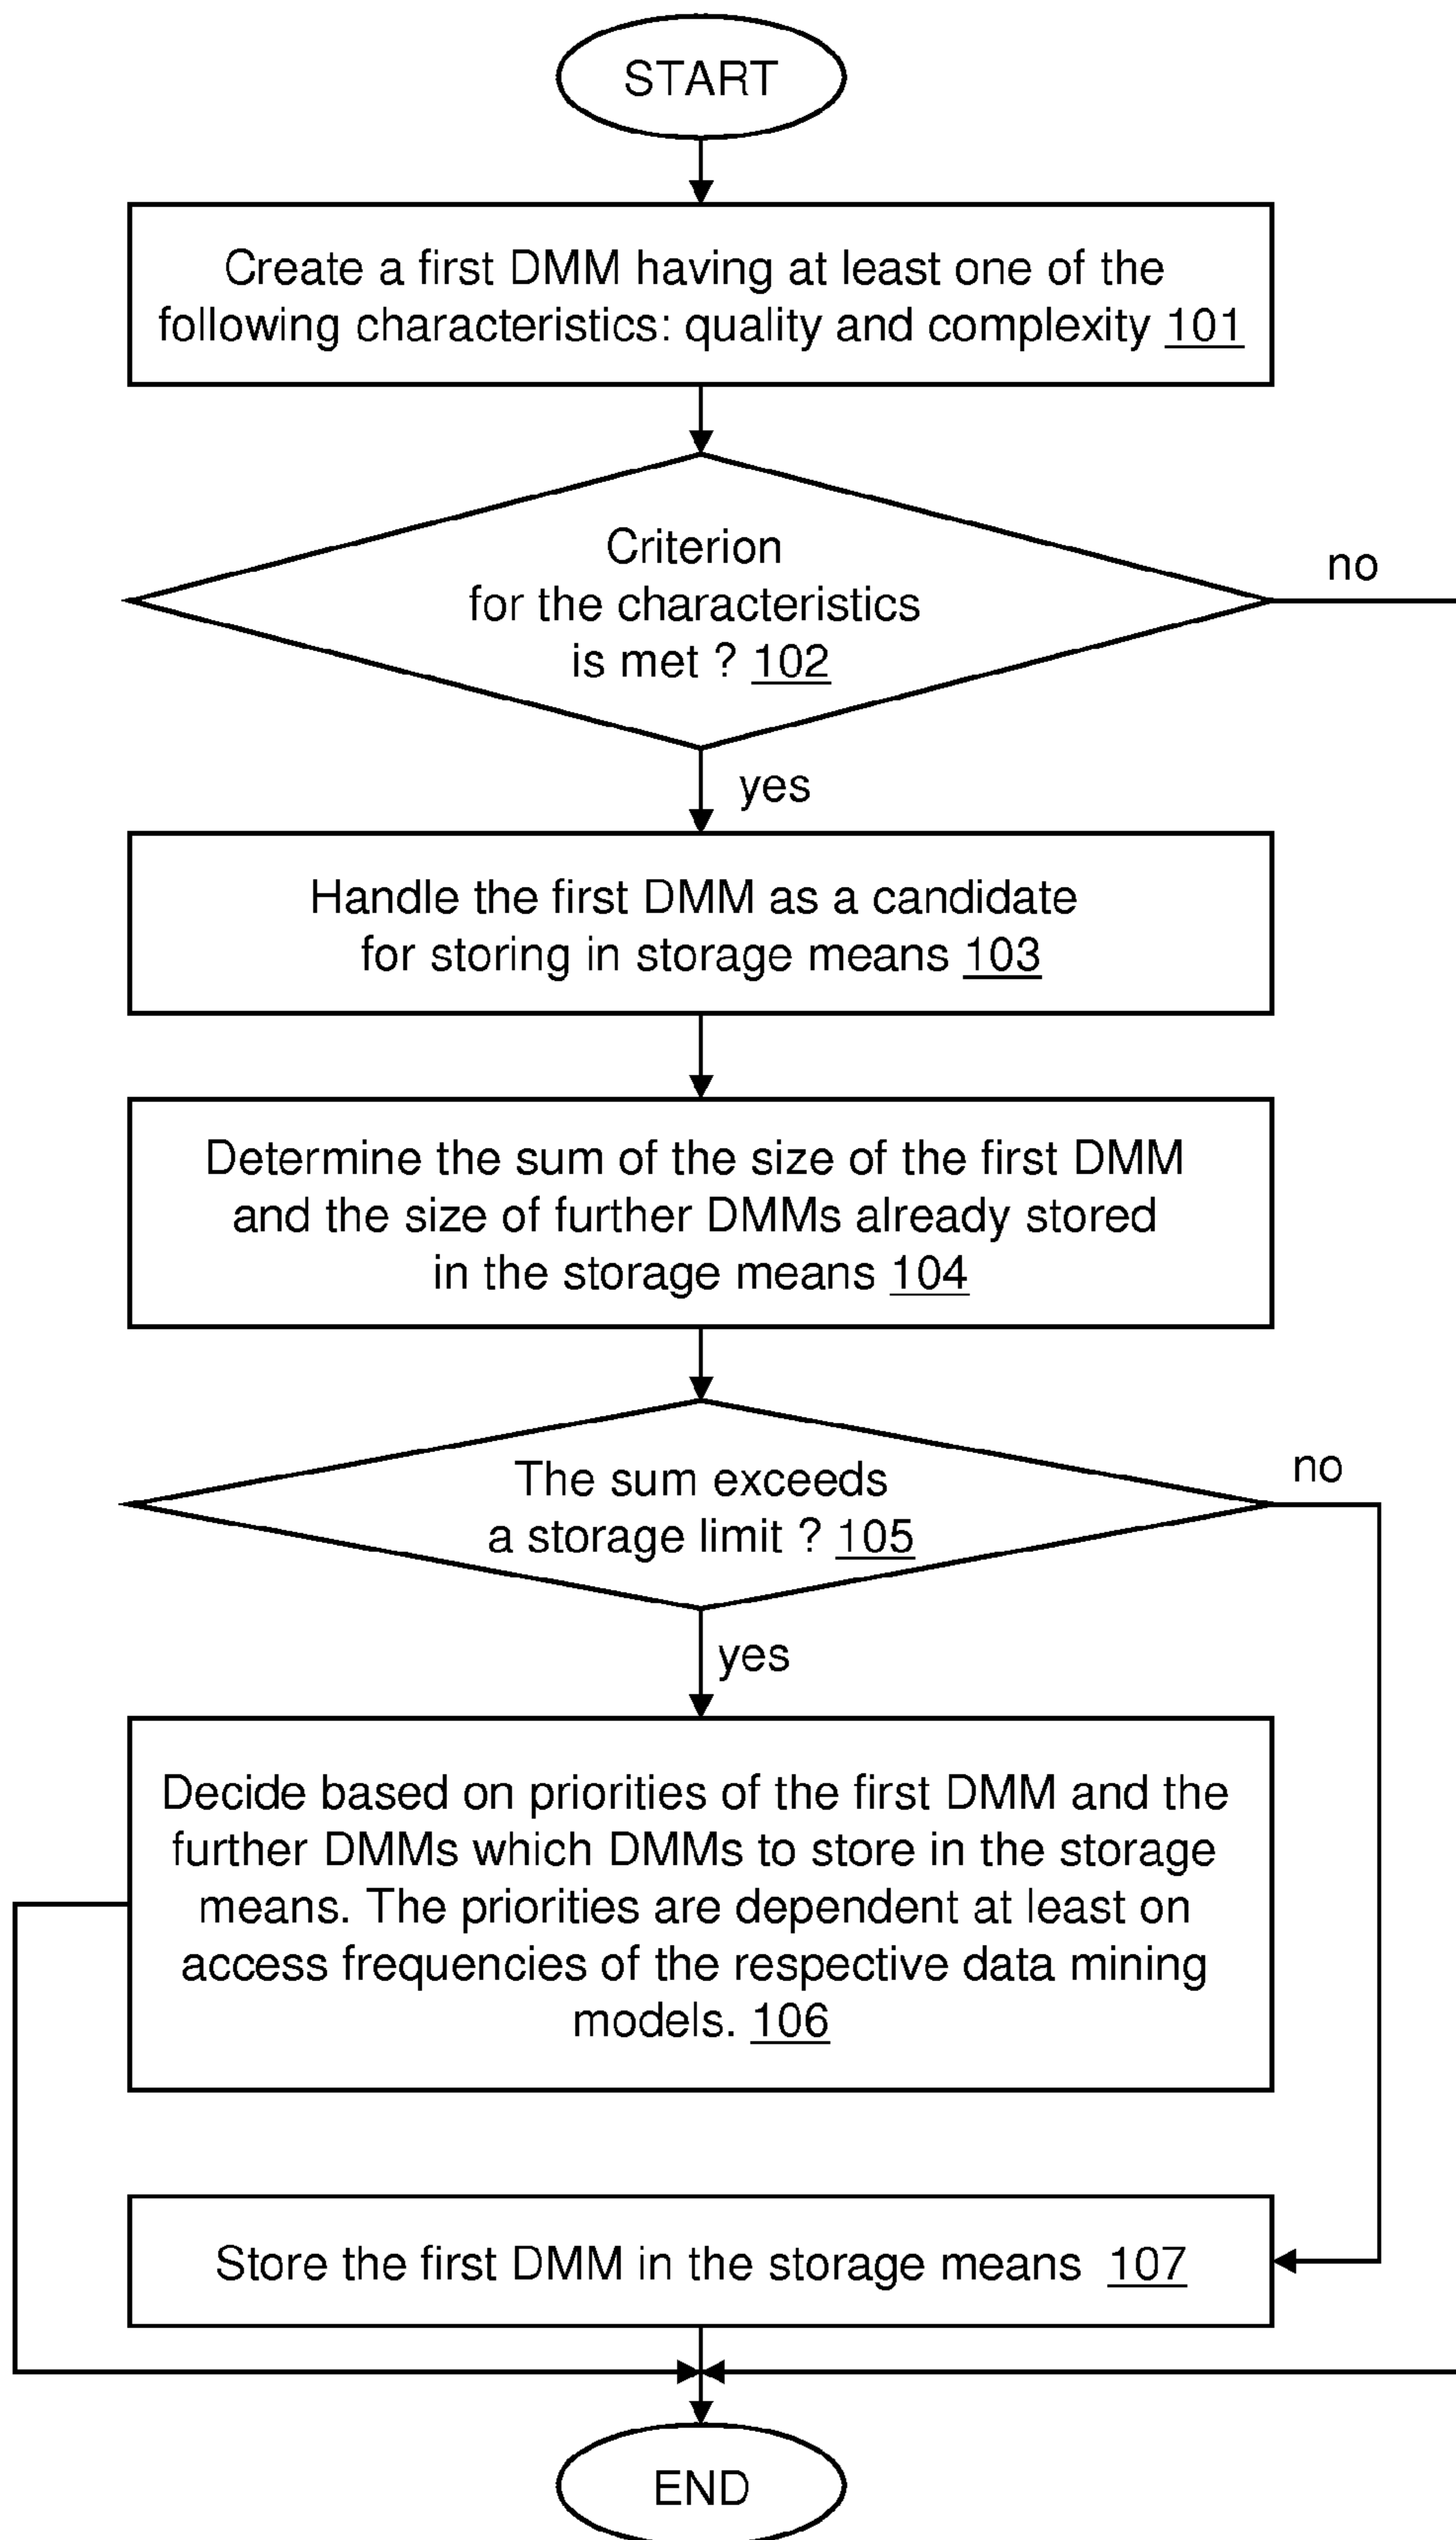 START
Create a first DMM having at least one of the
following characteristics: quality and complexity 101
Criterion
for the characteristics
is met ? 102
no
yes
Handle the first DMM as a candidate
for storing in storage means 103
Determine the sum of the size of the first DMM
and the size of further DMMs already stored
in the storage means 104
The sum exceeds
a storage limit ? 105
no
yes
Decide based on priorities of the first DMM and the
further DMMs which DMMs to store in the storage
means. The priorities are dependent at least on
access frequencies of the respective data mining
models. 106
Store the first DMM in the storage means 107
END